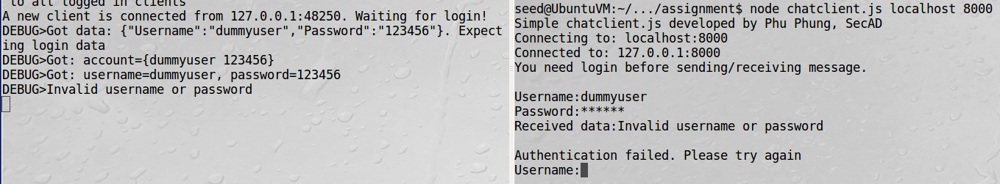 to all logged in clients
A new client is connected from 127.0.0.1:48250. Waiting for login!
DEBUG>Got data: {"Username":"dummyuser","Password":"123456"}. Expect
ing login data
DEBUG>Got: account={dummyuser 123456}
DEBUG>Got: username=dummyuser, password=123456
DEBUG>Invalid username or password
seed@UbuntuVM:~/.../assignment$ node chatclient.js localhost 8000
Simple chatclient.js developed by Phu Phung, SecAD
Connecting to: localhost:8000
Connected to: 127.0.0.1:8000
You need login before sending/receiving message.
Username:dummyuser
Password:******
Received data:Invalid username or password
Authentication failed. Please try again
Username: